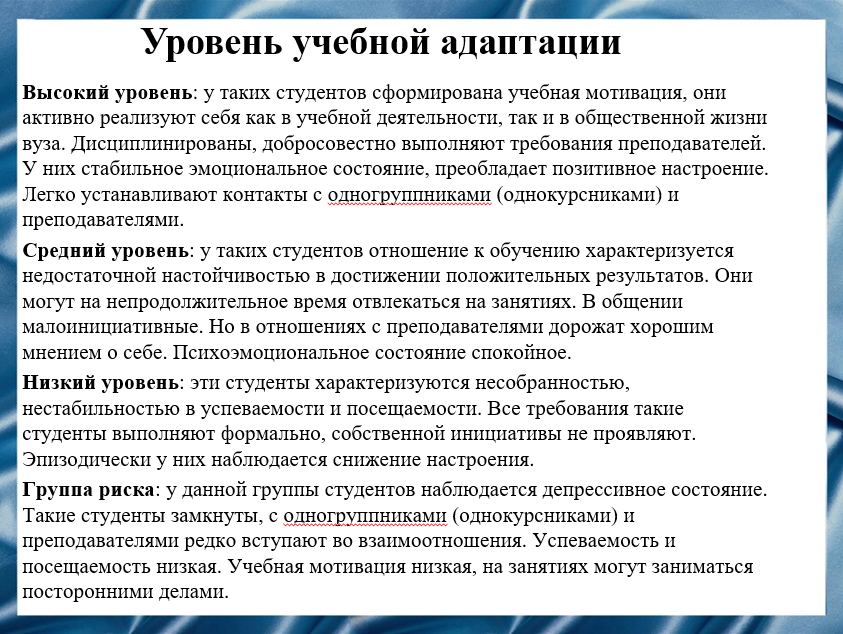 Уровень учебной адаптации
Высокий уровень: у таких студентов сформирована учебная мотивация, они
активно реализуют себя как в учебной деятельности, так и в общественной жизни
вуза. Дисциплинированы, добросовестно выполняют требования преподавателей.
У них стабильное эмоциональное состояние, преобладает позитивное настроение.
Легко устанавливают контакты с одногруппниками (однокурсниками) и
преподавателями.
Средний уровень: у таких студентов отношение к обучению характеризуется
недостаточной настойчивостью в достижении положительных результатов. Они
могут на непродолжительное время отвлекаться на занятиях. В общении
малоинициативные. Но в отношениях с преподавателями дорожат хорошим
мнением о себе. Психоэмоциональное состояние спокойное.
Низкий уровень: эти студенты характеризуются несобранностью,
нестабильностью в успеваемости и посещаемости. Все требования такие
студенты выполняют формально, собственной инициативы не проявляют.
Эпизодически у них наблюдается снижение настроения.
Группа риска: у данной группы студентов наблюдается депрессивное состояние.
Такие студенты замкнуты, с одногруппниками (однокурсниками) и
преподавателями редко вступают во взаимоотношения. Успеваемость и
посещаемость низкая. Учебная мотивация низкая, на занятиях могут заниматься
посторонними делами.